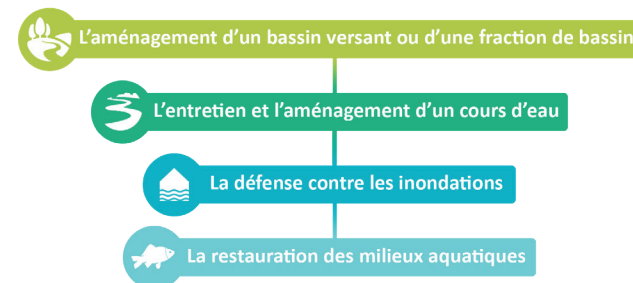 L'aménagement d'un bassin versant ou d'une fraction de bassin
L'entretien et l'aménagement d'un cours d'eau
La défense contre les inondations
La restauration des milieux aquatiques